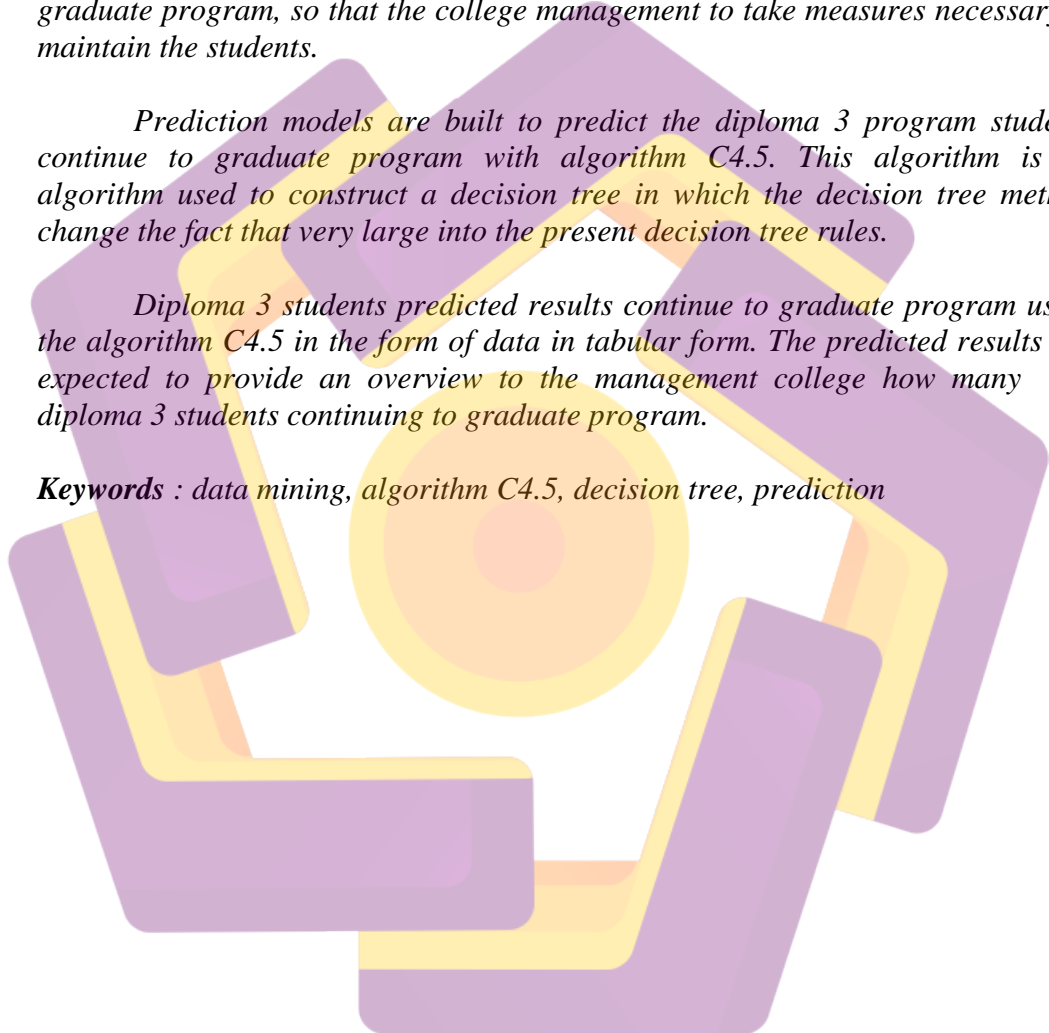 graduate program, so that the college management to take measures necessary
maintain the students.
Prediction models are built to predict the diploma 3 program stude
continue to graduate program with algorithm C4.5. This algorithm is
algorithm used to construct a decision tree in which the decision tree met
change the fact that very large into the present decision tree rules.
Diploma 3 students predicted results continue to graduate program us
the algorithm C4.5 in the form of data in tabular form. The predicted results
expected to provide an overview to the management college how many
diploma 3 students continuing to graduate program.
Keywords : data mining, algorithm C4.5, decision tree, prediction